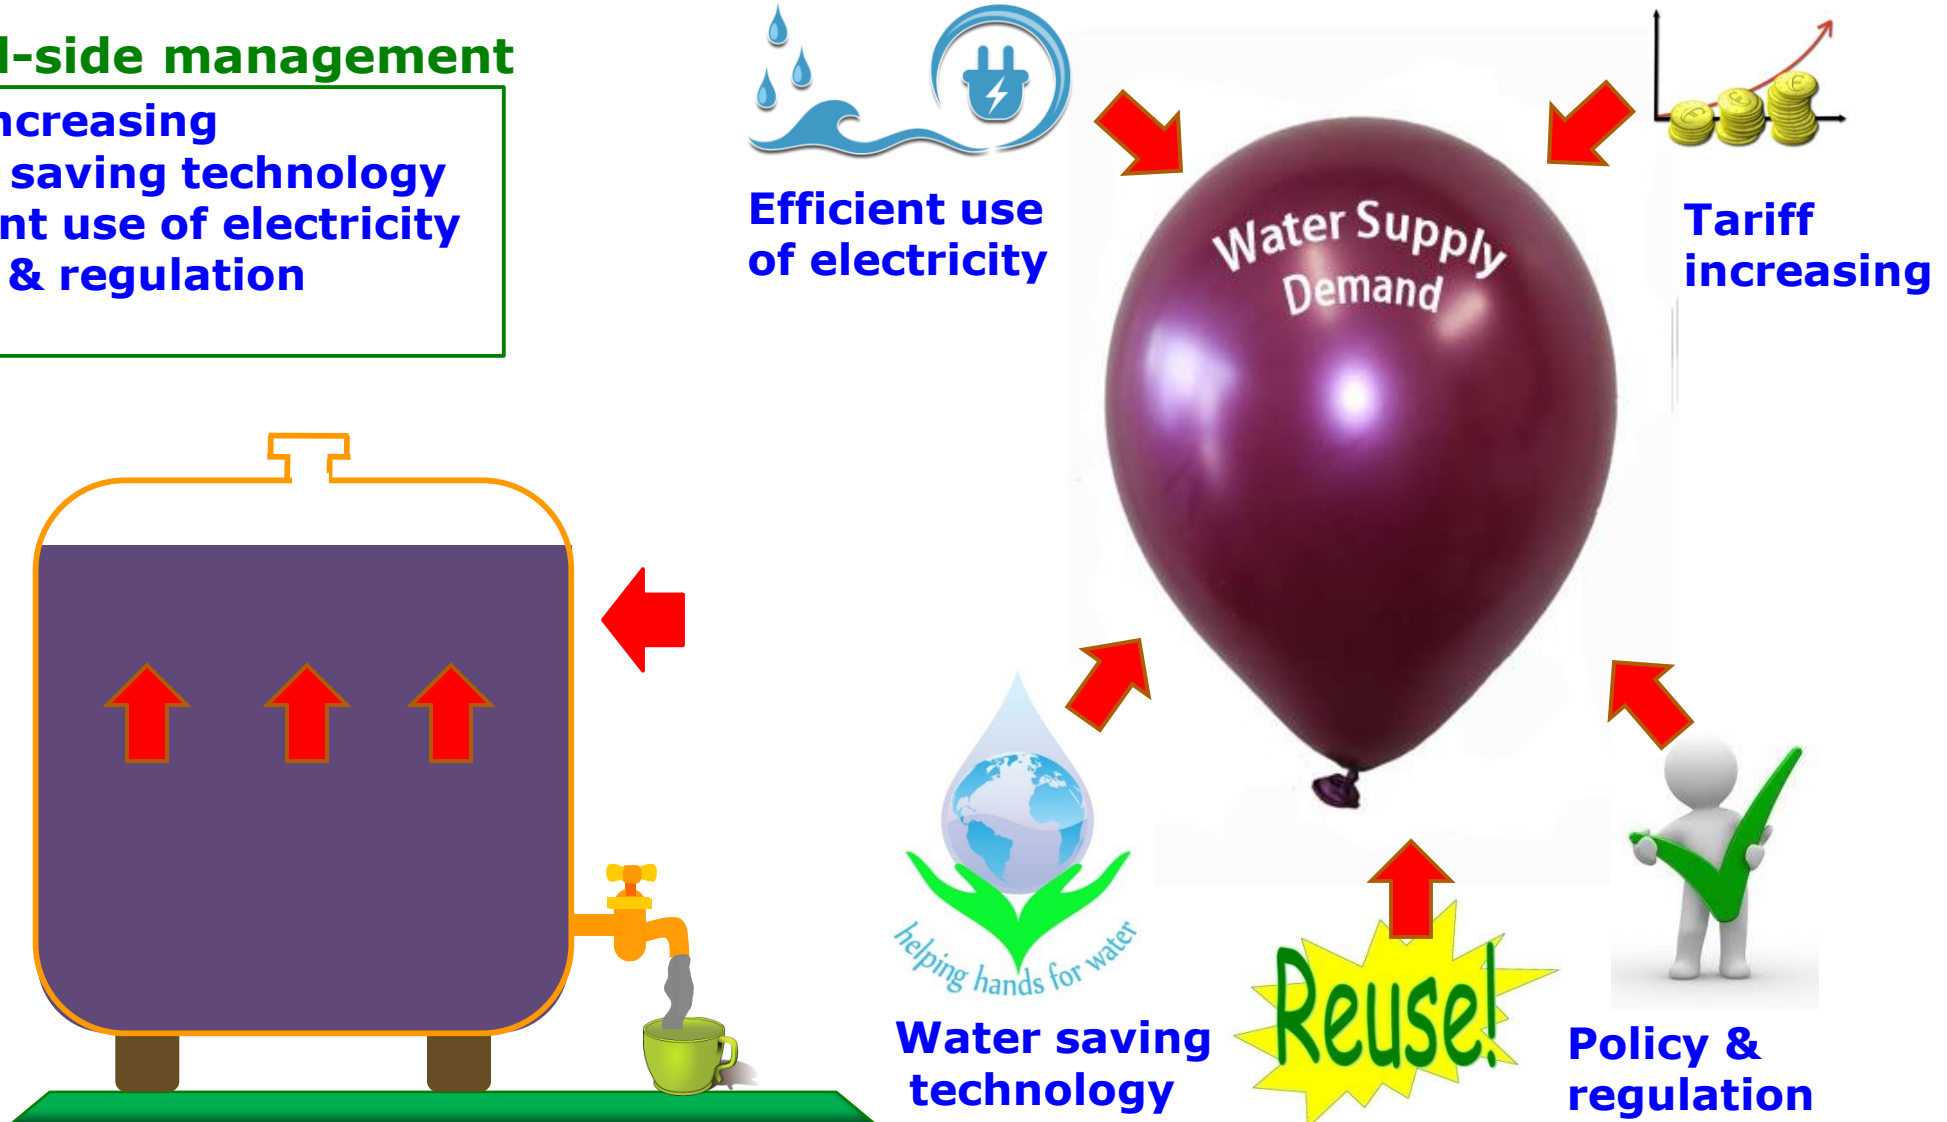 l-side management
ncreasing
saving technology
nt use of electricity
& regulation
Efficient use
of electricity
Tariff
increasing
Water Supply
Demand
helping hands for water
Water saving
technology
Reuse!
Policy &
regulation